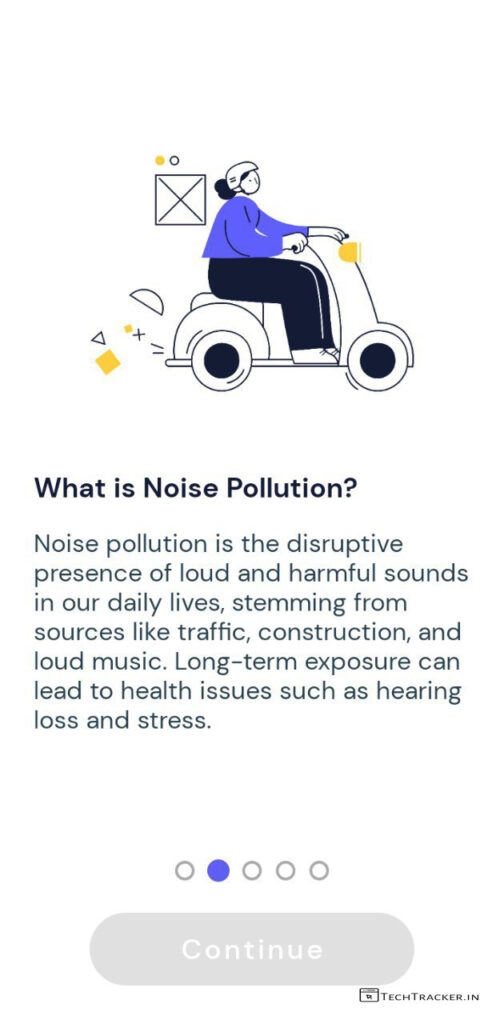 What is Noise Pollution?
Noise pollution is the disruptive
presence of loud and harmful sounds
in our daily lives, stemming from
sources like traffic, construction, and
loud music. Long-term exposure can
lead to health issues such as hearing
loss and stress.
Continue
TechTracker.in